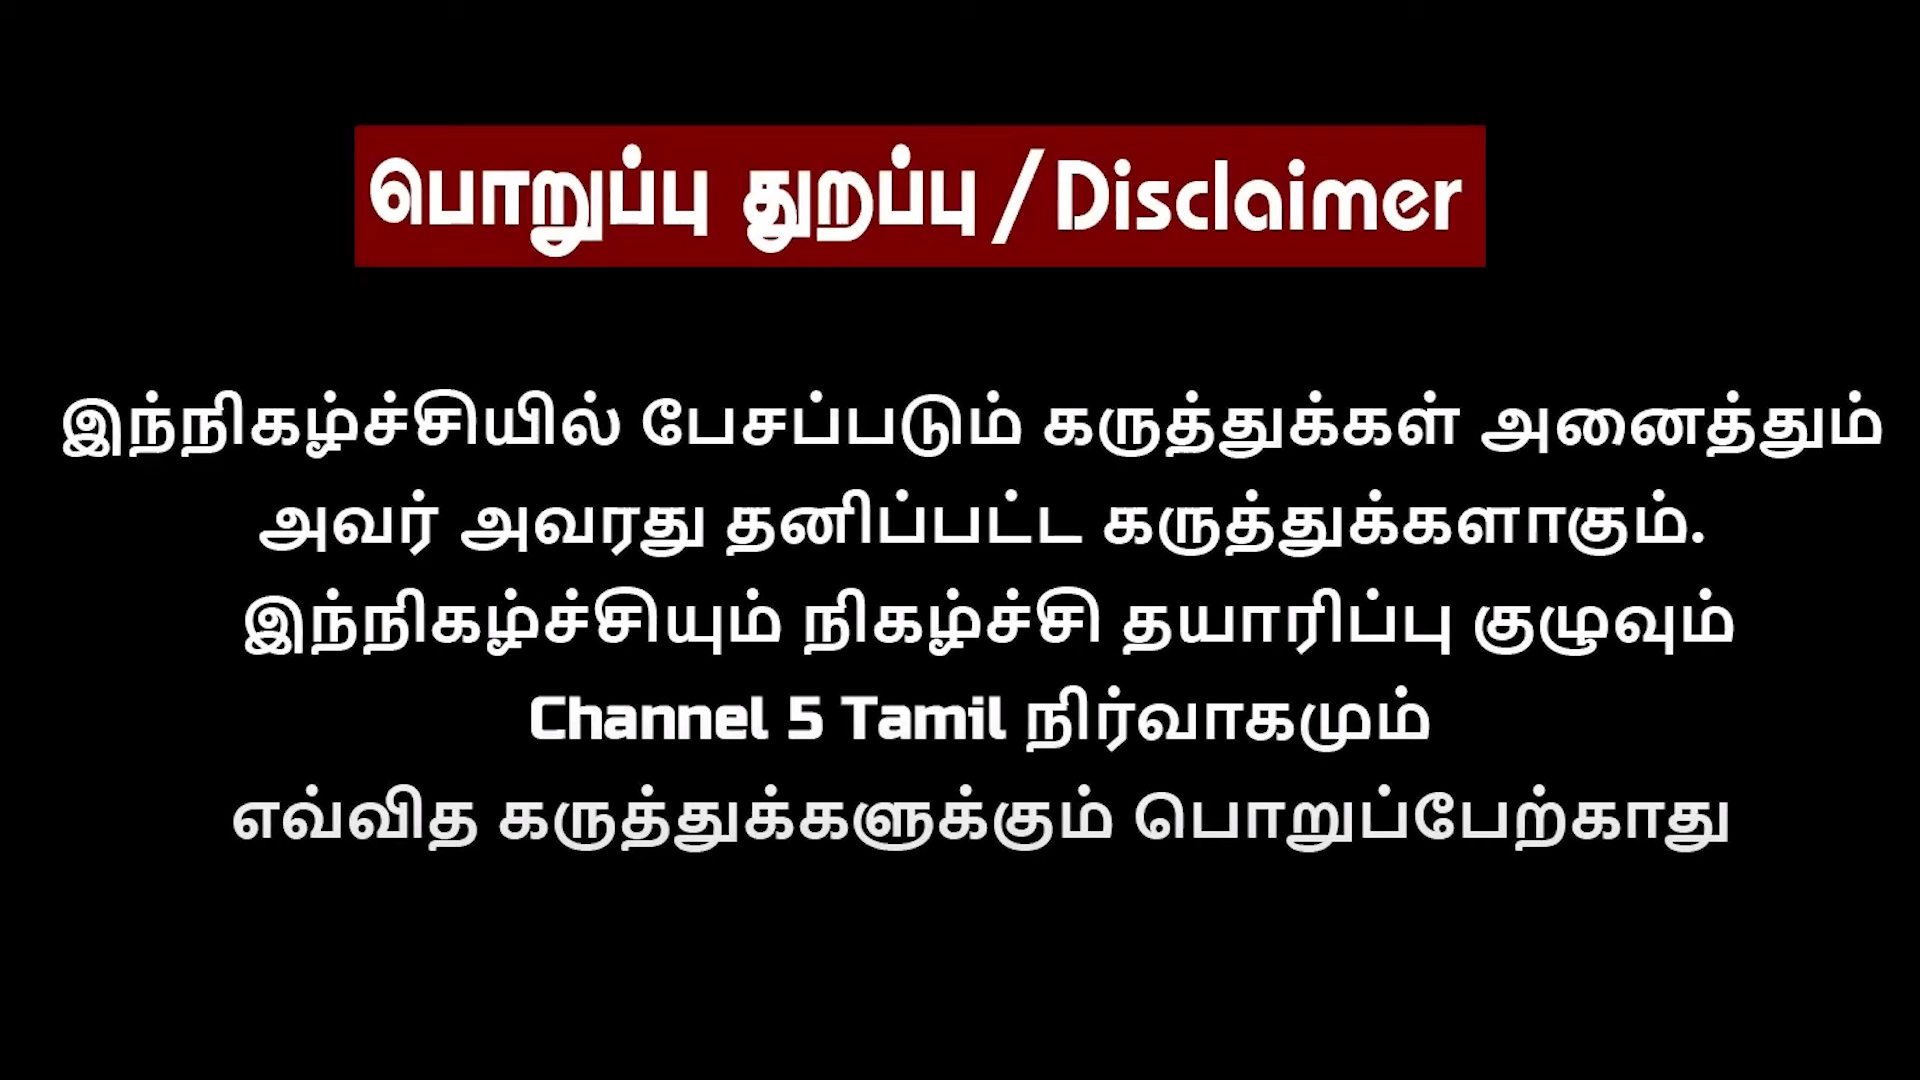 பொறுப்பு துறப்பு / Disclaimer
இந்நிகழ்ச்சியில் பேசப்படும் கருத்துக்கள் அனைத்தும்
அவர் அவரது தனிப்பட்ட கருத்துக்களாகும்.
இந்நிகழ்ச்சியும் நிகழ்ச்சி தயாரிப்பு குழுவும்
Channel 5 Tamil நிர்வாகமும்
எவ்வித கருத்துக்களுக்கும் பொறுப்பேற்காது